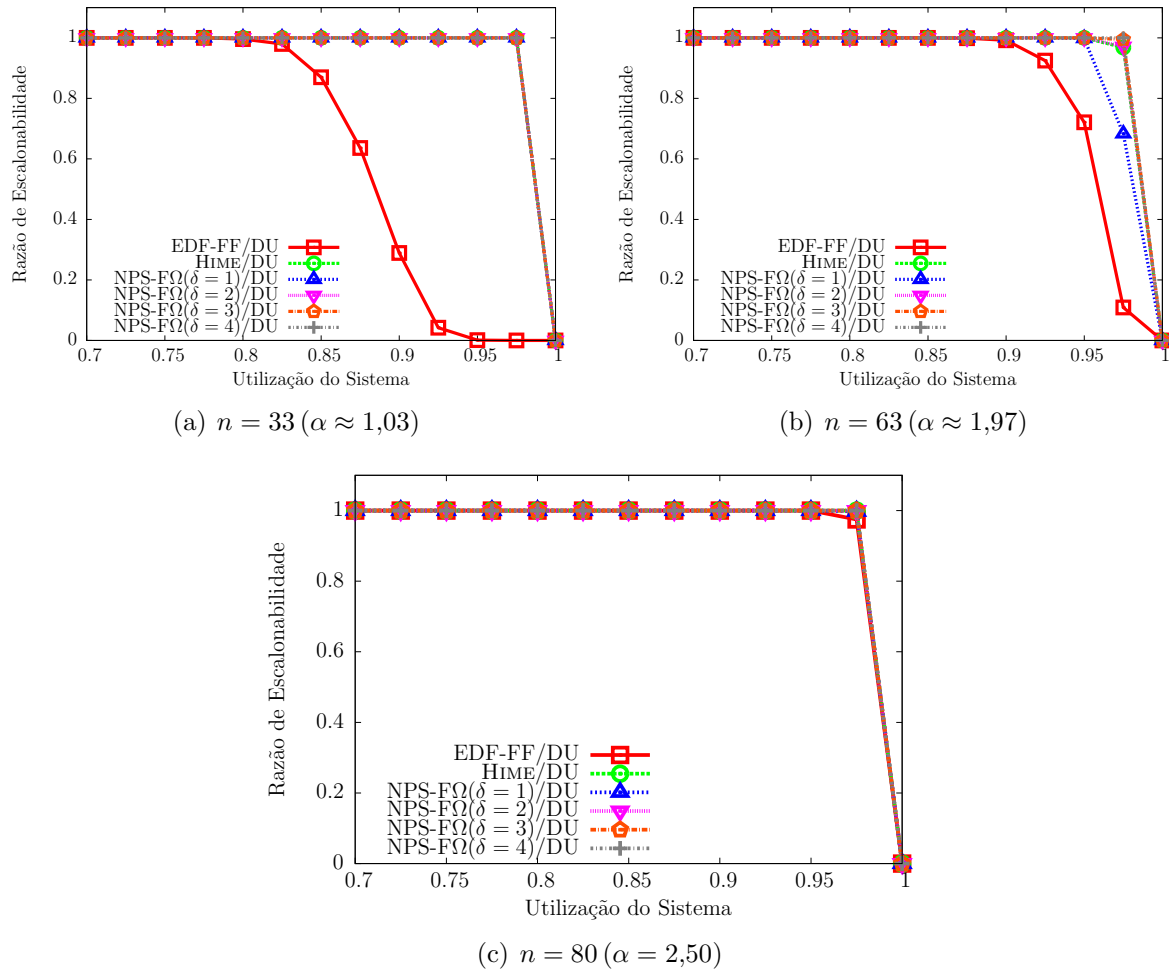 Razão de Escalonabilidade
1
0.8
0.6
0.4
0.2
0
EDF-FF/DU
HIME/DU
NPS-FΩ(δ = 1)/DU
NPS-FΩ(δ = 2)/DU
NPS-FΩ(δ = 3)/DU
NPS-FΩ(δ = 4)/DU
0.7 0.75 0.8 0.85 0.9 0.95 1
Utilização do Sistema
(a) n = 33 (α ≈ 1,03)
Razão de Escalonabilidade
1
0.8
0.6
0.4
0.2
0
EDF-FF/DU
HIME/DU
NPS-FΩ(δ = 1)/DU
NPS-FΩ(δ = 2)/DU
NPS-FΩ(δ = 3)/DU
NPS-FΩ(δ = 4)/DU
0.7 0.75 0.8 0.85 0.9 0.95 1
Utilização do Sistema
(b) n = 63 (α ≈ 1,97)
Razão de Escalonabilidade
1
0.8
0.6
0.4
0.2
0
EDF-FF/DU
HIME/DU
NPS-FΩ(δ = 1)/DU
NPS-FΩ(δ = 2)/DU
NPS-FΩ(δ = 3)/DU
NPS-FΩ(δ = 4)/DU
0.7 0.75 0.8 0.85 0.9 0.95 1
Utilização do Sistema
(c) n = 80 (α = 2,50)